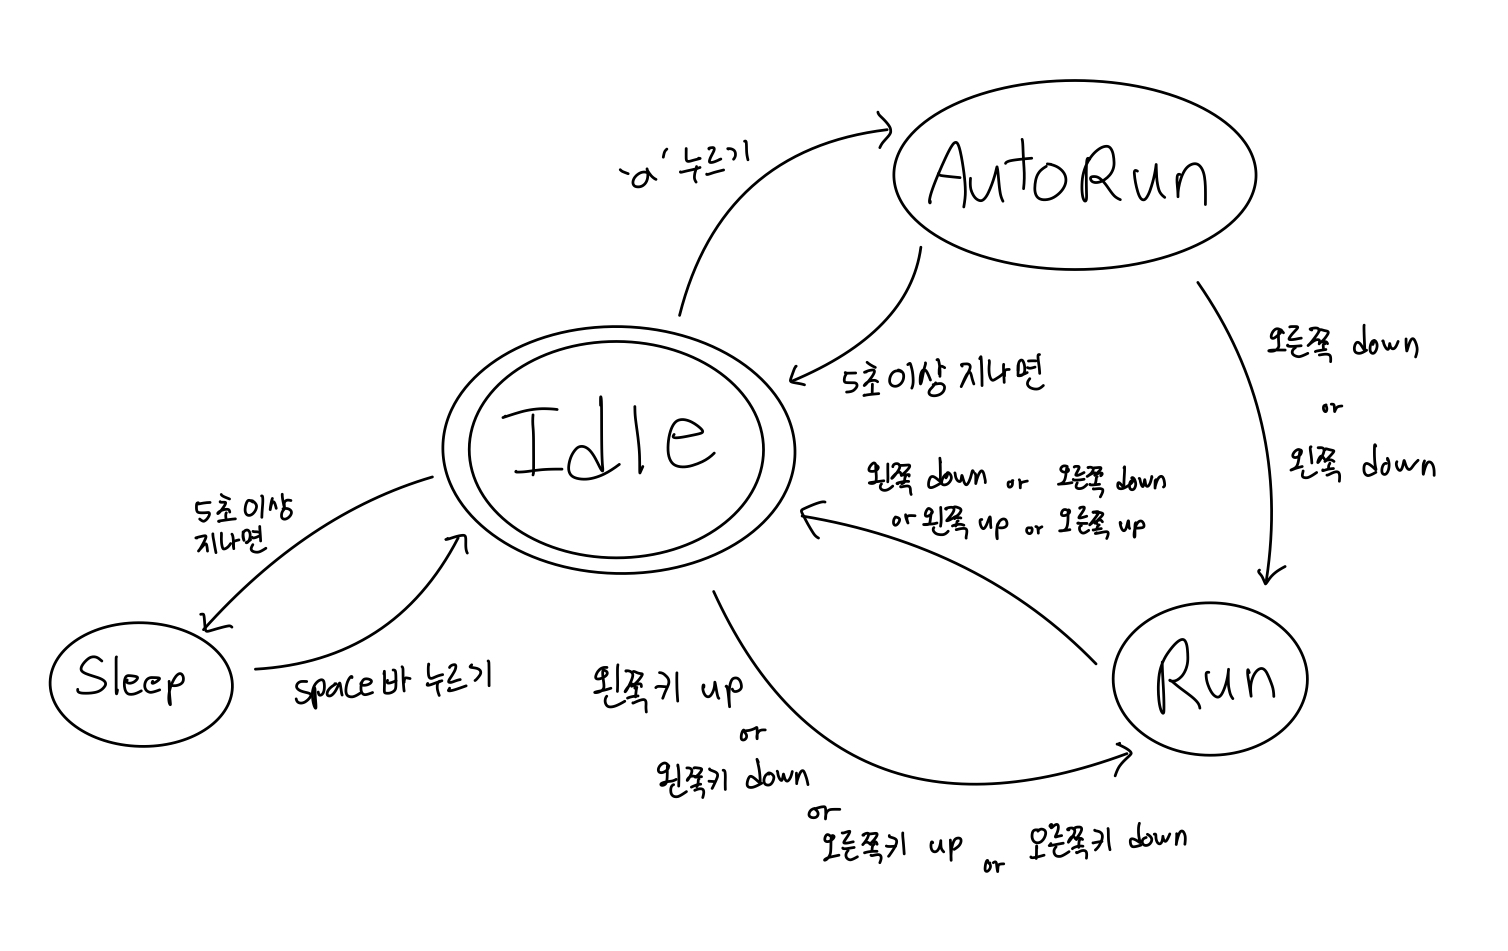 'a' 누르기
AutoRun
5초이상 지나면
오른쪽 down
or
왼쪽 down
Idle
왼쪽 down or 오른쪽 down
or 왼쪽 up or 오른쪽 up
5초이상
지나면
Sleep
space바 누르기
Run
왼쪽키 up
or
왼쪽키 down
or
오른쪽키 up or 오른쪽키 down